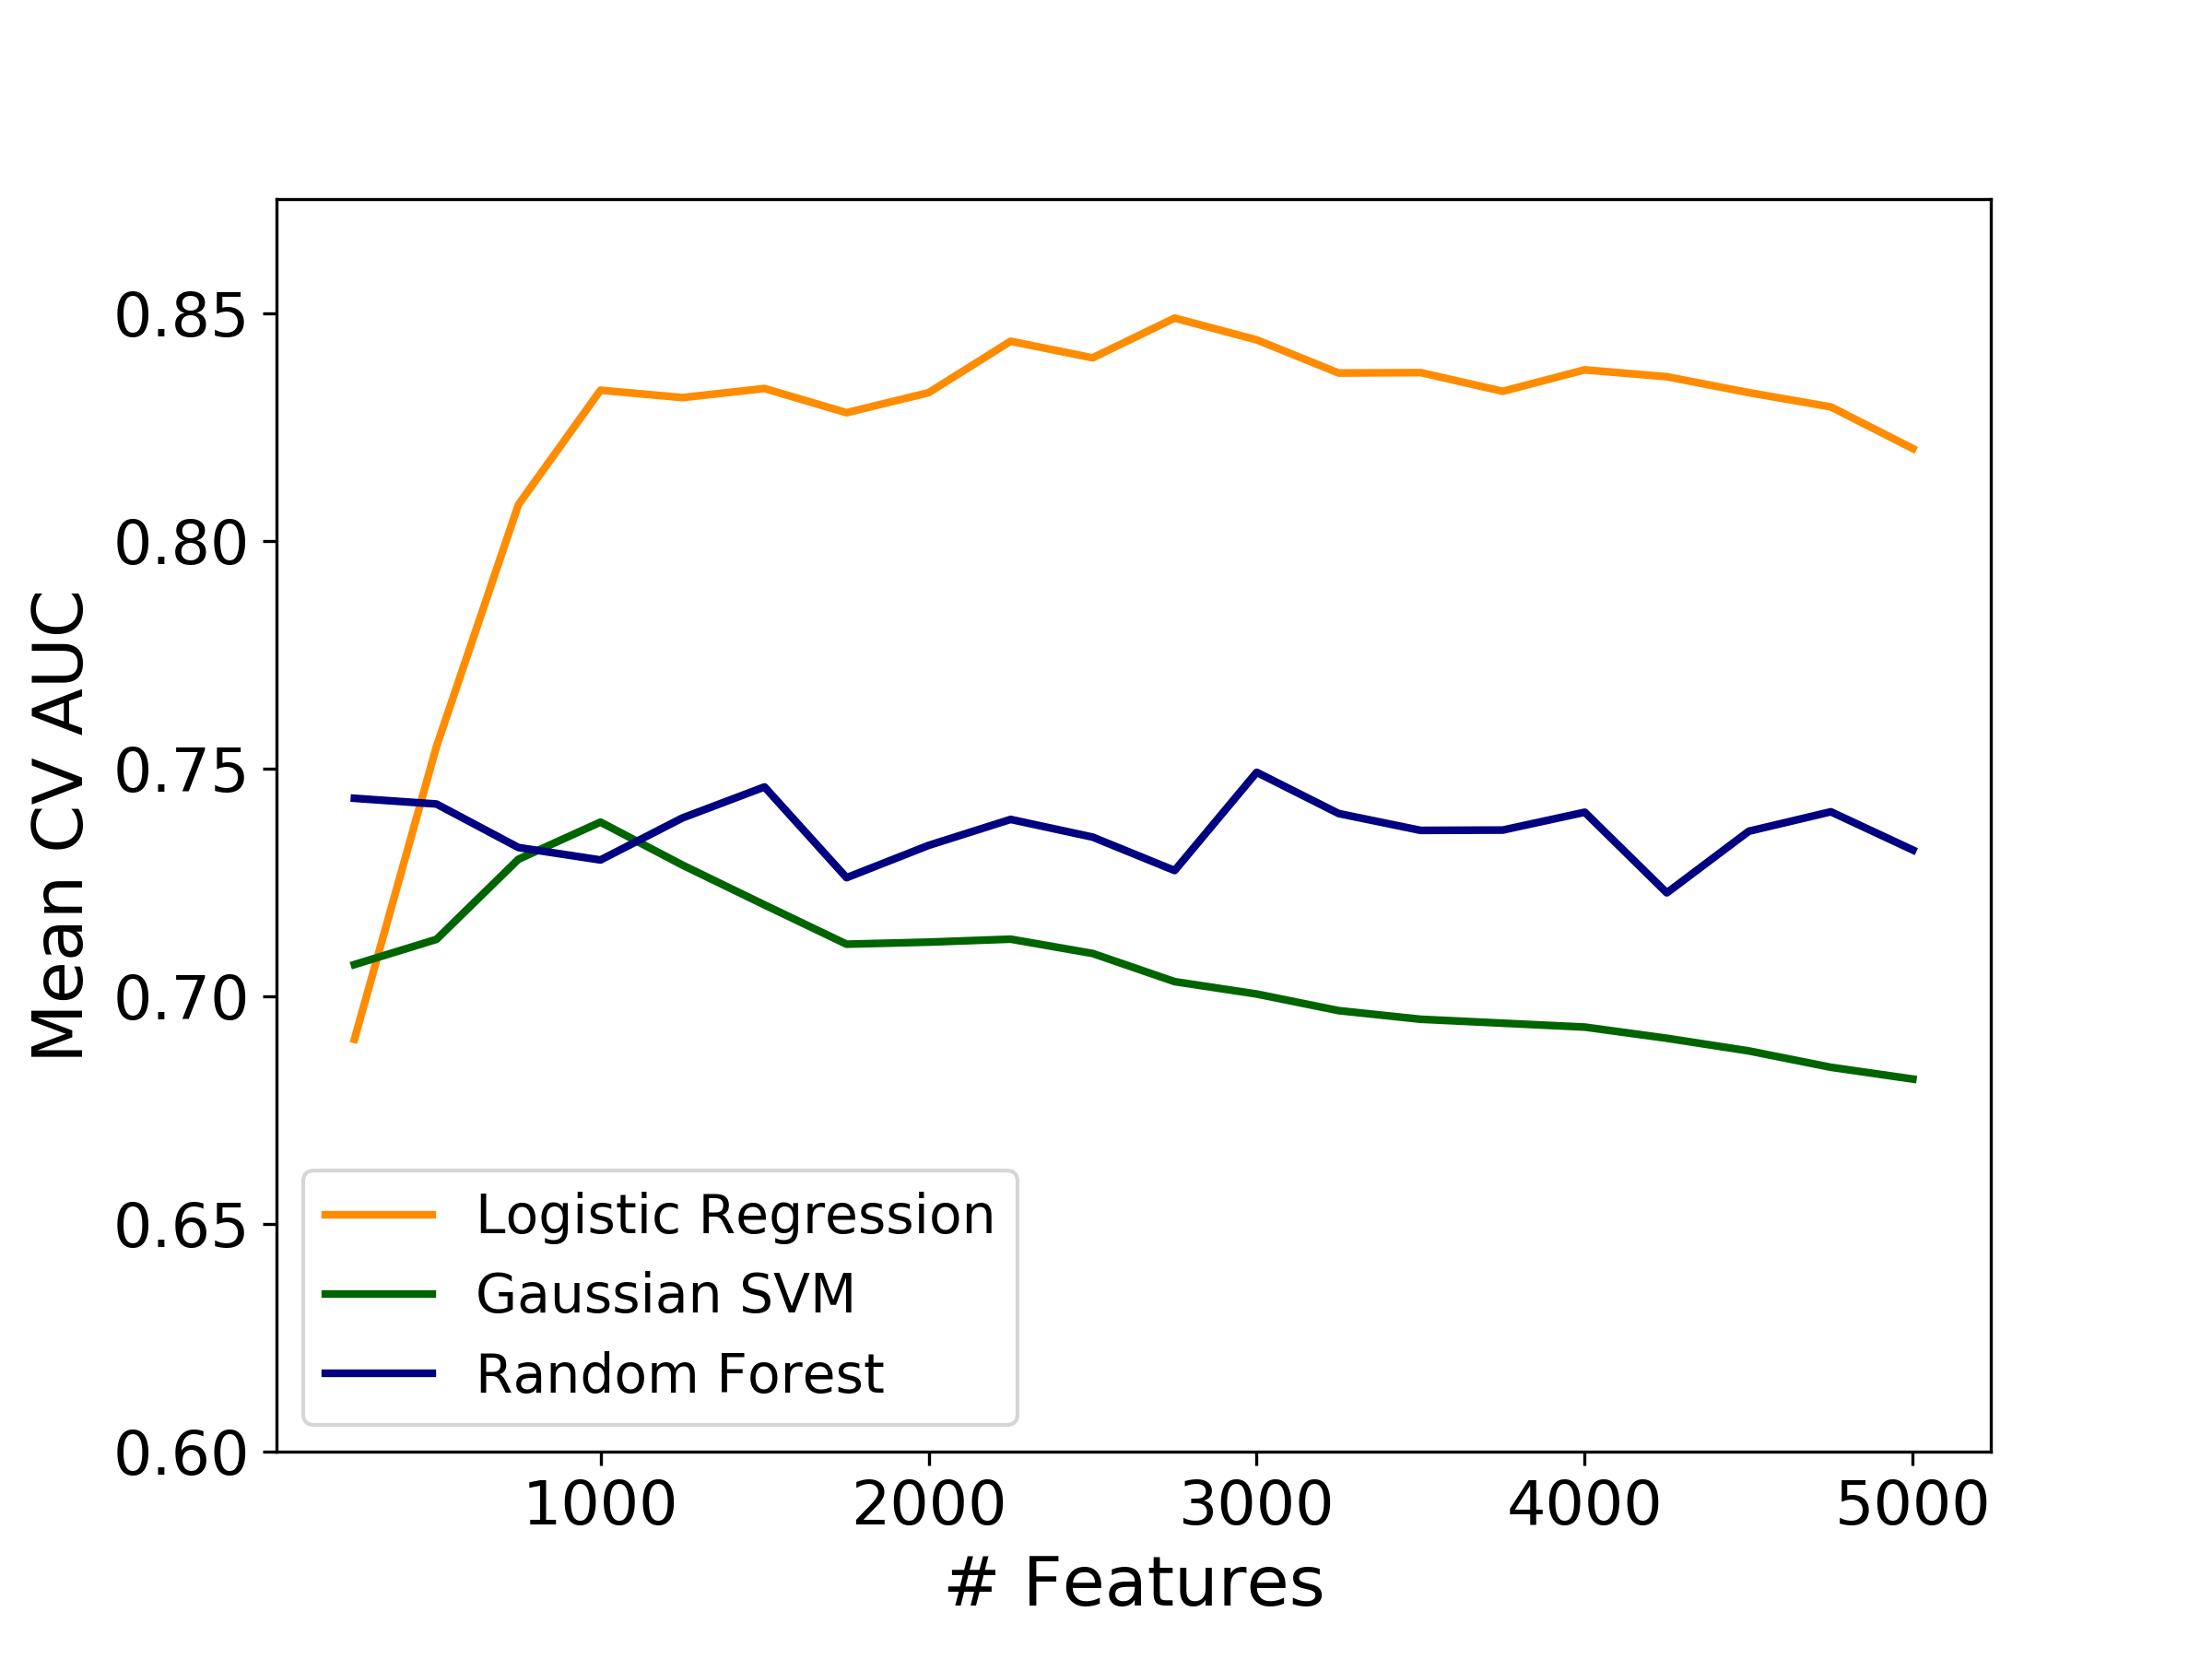 Mean CV AUC
0.85
0.80
0.75
0.70
0.65
0.60
Logistic Regression
Gaussian SVM
Random Forest
1000 2000 3000 4000 5000
# Features